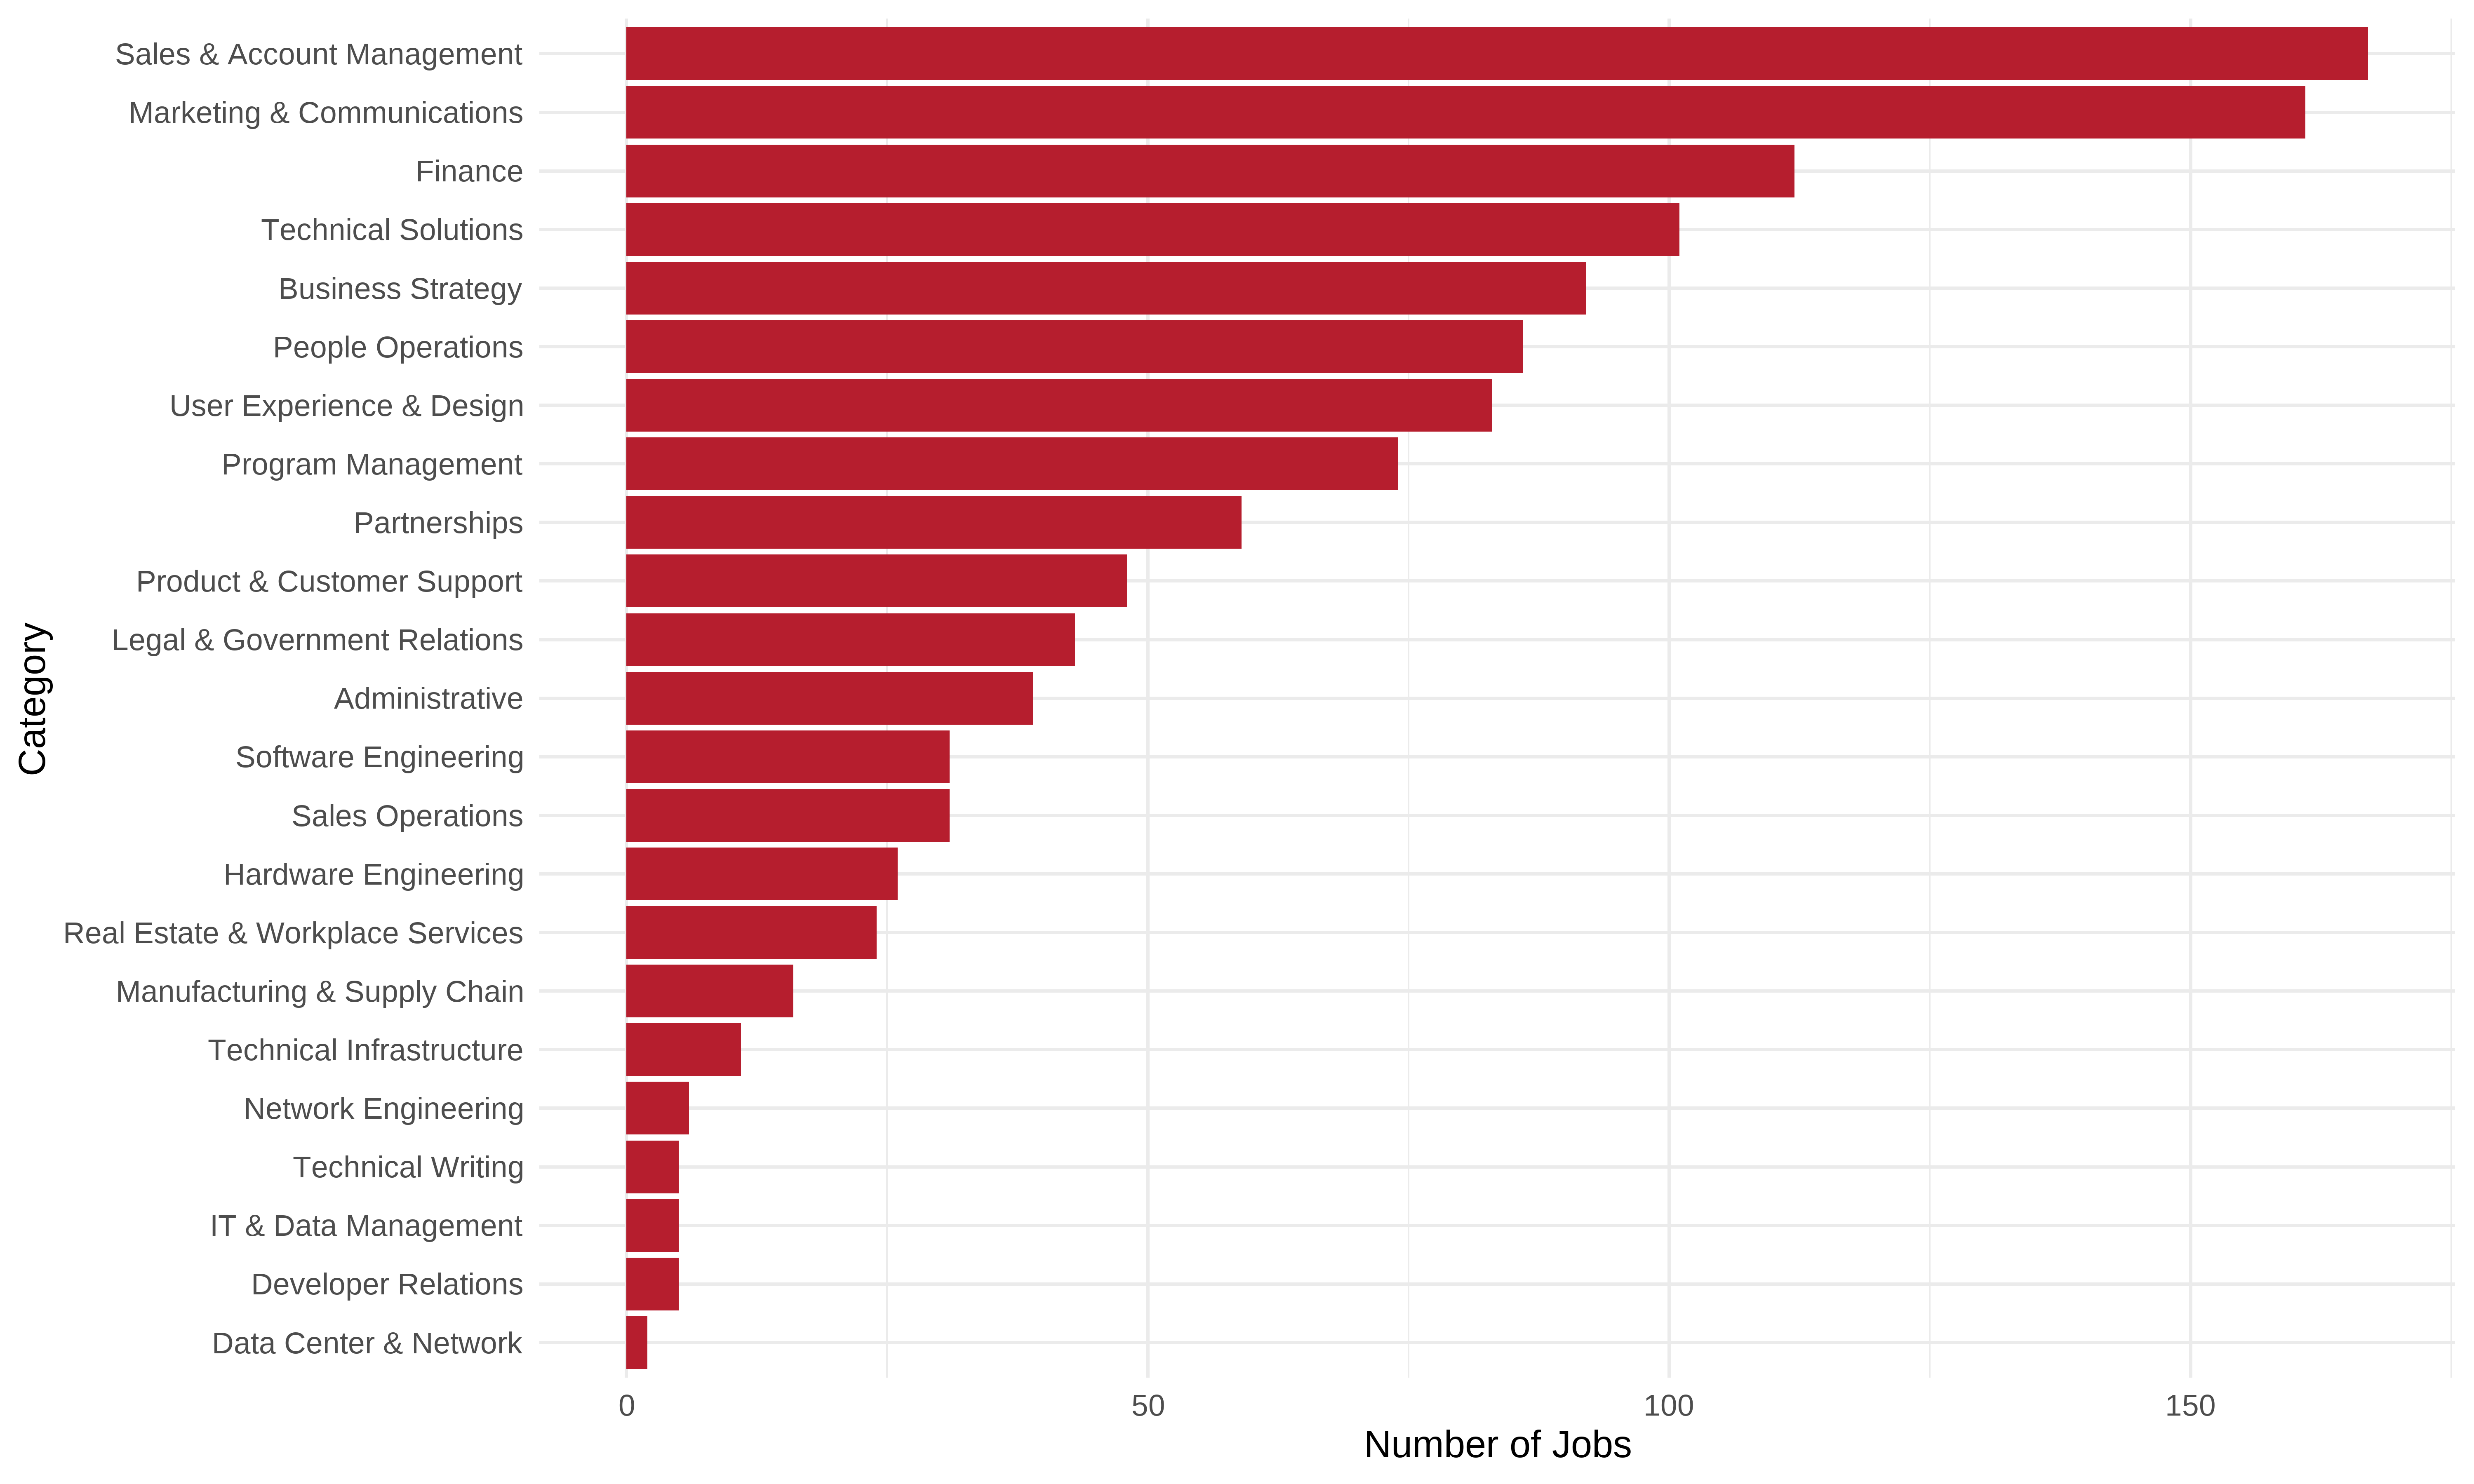 Sales & Account Management
Marketing & Communications
Finance
Technical Solutions
Business Strategy
People Operations
User Experience & Design
Program Management
Partnerships
Product & Customer Support
Legal & Government Relations
Administrative
Software Engineering
Sales Operations
Hardware Engineering
Real Estate & Workplace Services
Manufacturing & Supply Chain
Technical Infrastructure
Network Engineering
Technical Writing
IT & Data Management
Developer Relations
Data Center & Network
Category
0 50 100 150
Number of Jobs